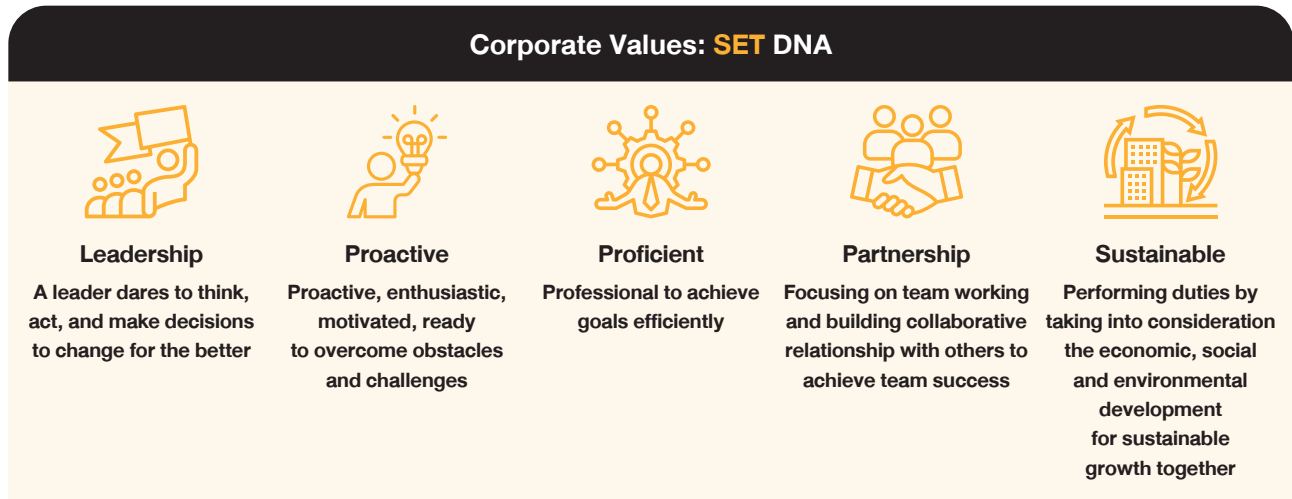 Corporate Values: SET DNA
Leadership
A leader dares to think,
act, and make decisions
to change for the better
Proactive
Proactive, enthusiastic,
motivated, ready
to overcome obstacles
and challenges
Proficient
Professional to achieve
goals efficiently
Partnership
Focusing on team working
and building collaborative
relationship with others to
achieve team success
Sustainable
Performing duties by
taking into consideration
the economic, social
and environmental
development
for sustainable
growth together